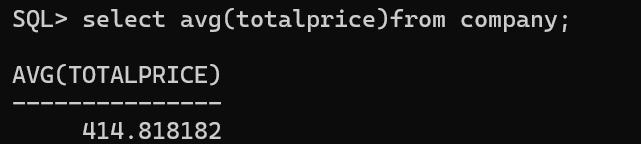 SQL> select avg(totalprice)from company;
AVG(TOTALPRICE)
---------------
414.818182